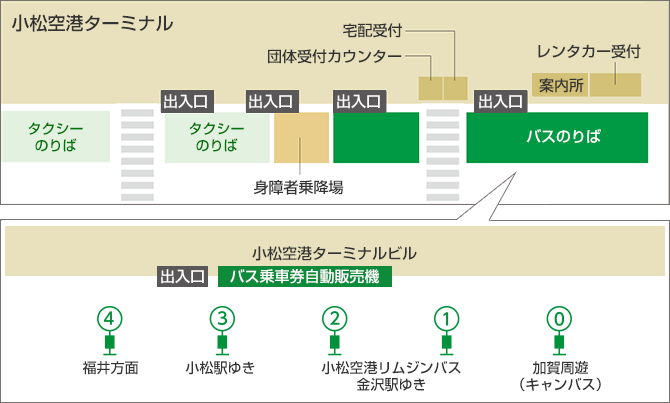 小松空港ターミナル
宅配受付
団体受付カウンター
レンタカー受付
案内所
出入口
出入口
出入口
出入口
タクシー
のりば
タクシー
のりば
バスのりば
身障者乗降場
小松空港ターミナルビル
出入口
バス乗車券自動販売機
4
3
2
1
0
福井方面
小松駅ゆき
小松空港リムジンバス
金沢駅ゆき
加賀周遊
（キャンバス）